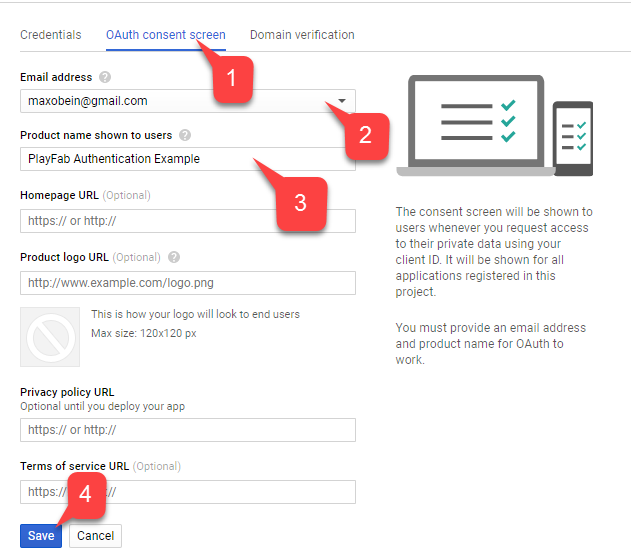 Credentials
OAuth consent screen
Domain verification
1
Email address
maxobein@gmail.com
2
Product name shown to users
PlayFab Authentication Example
3
Homepage URL (Optional)
https:// or http://
Product logo URL (Optional)
http://www.example.com/logo.png
This is how your logo will look to end users
Max size: 120x120 px
Privacy policy URL
Optional until you deploy your app
https:// or http://
Terms of service URL (Optional)
https:// //
4
Save
Cancel
The consent screen will be shown to
users whenever you request access
to their private data using your
client ID. It will be shown for all
applications registered in this
project.
You must provide an email address
and product name for OAuth to
work.